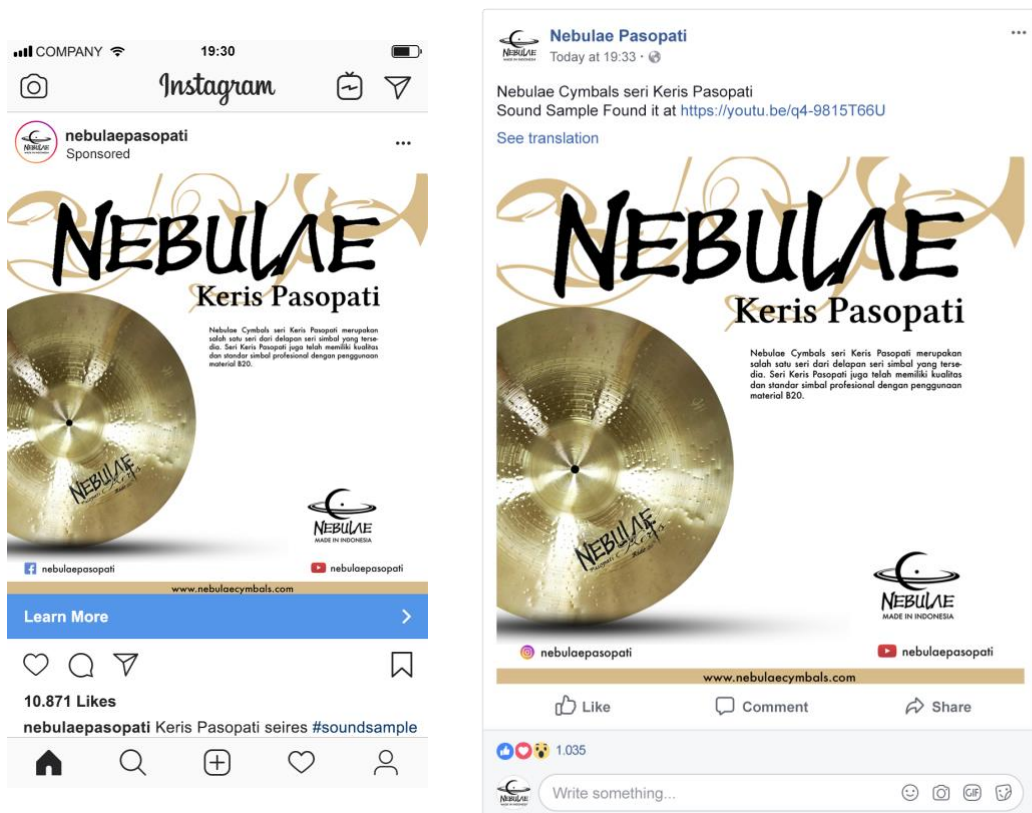 COMPANY
19:30
Instagram
nebulaepasopati
Sponsored
NEBULAE
Keris Pasopati
Nebulae Cymbals seri Keris Pasopati merupakan
salah satu seri dari delapan seri simbal yang terse-
dia. Seri Keris Pasopati juga telah memiliki kualitas
dan standar simbal profesional dengan penggunaan
material B20.
NEBULAE
NEBULAE
MADE IN INDONESIA
nebulaepasopati
nebulaepasopati
www.nebulaecymbals.com
Learn More
10.871 Likes
nebulaepasopati Keris Pasopati seires #soundsample
NEBULAE
MADE IN INDONESIA
Nebulae Pasopati
Today at 19:33
Nebulae Cymbals seri Keris Pasopati
Sound Sample Found it at https://youtu.be/q4-9815T66U
See translation
NEBULAE
Keris Pasopati
Nebulae Cymbals seri Keris Pasopati merupakan
salah satu seri dari delapan seri simbal yang terse-
dia. Seri Keris Pasopati juga telah memiliki kualitas
dan standar simbal profesional dengan penggunaan
material B20.
NEBULAE
NEBULAE
MADE IN INDONESIA
nebulaepasopati
nebulaepasopati
www.nebulaecymbals.com
Like
Comment
Share
1.035
NEBULAE
Write something...
GIF